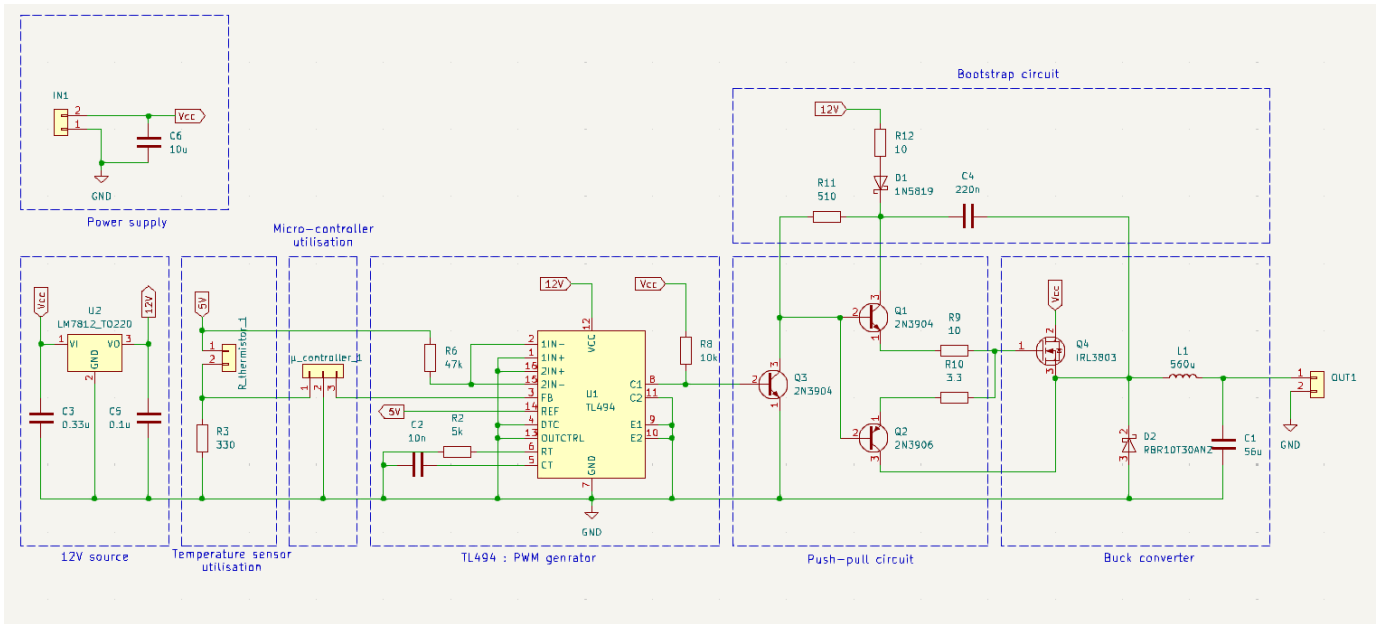 IN1
2
1
Vcc
C6
10u
GND
Power supply
Bootstrap circuit
12V
R12
10
D1
1N5819
C4
220n
R11
510
Micro-controller
utilisation
Vcc
12V
U2
LM7812_TO220
1
VI
VO
3
GND
2
C3
0.33u
C5
0.1u
12V source
5V
1
2
R_thermistor_1
R3
330
Temperature sensor
utilisation
μ_controller_1
1
2
3
12V
Vcc
R6
47k
R8
10k
12
VCC
2
1IN-
1
1IN+
16
2IN+
15
2IN-
3
FB
14
REF
4
DTC
13
OUTCTRL
6
RT
5
CT
C1
8
C2
11
E1
9
E2
10
U1
TL494
GND
7
5V
C2
10n
R2
5k
GND
TL494 : PWM genrator
3
2
1
Q3
2N3904
3
2
1
Q1
2N3904
R9
10
R10
3.3
1
2
3
Q2
2N3906
Push-pull circuit
Vcc
2
1
3
Q4
IRL3803
L1
560u
2
3
D2
RBR10T30ANZ
C1
56u
1
2
OUT1
GND
Buck converter